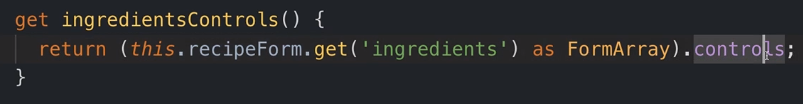 get ingredientsControls() {
  return (this.recipeForm.get('ingredients') as FormArray).controls;
}